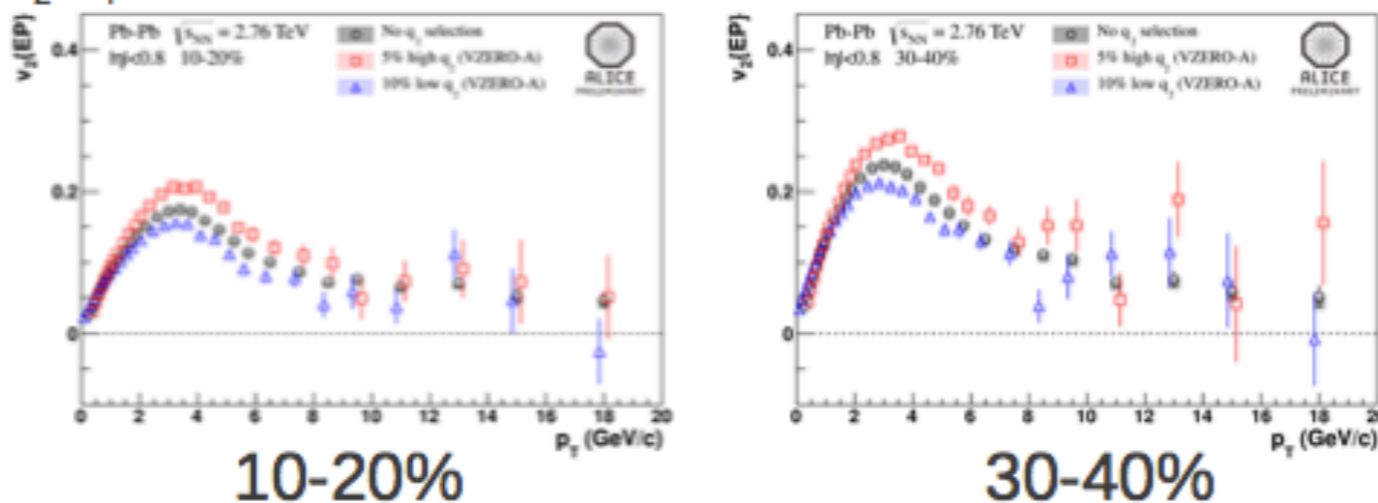 Pb-Pb √sNN = 2.76 TeV
|η|<0.8 10-20%
No q2 selection
5% high q2 (VZERO-A)
10% low q2 (VZERO-A)
ALICE
PRELIMINARY
v2(EP)
0.4
0.2
0
0 2 4 6 8 10 12 14 16 18 20
pT (GeV/c)
10-20%
Pb-Pb √sNN = 2.76 TeV
|η|<0.8 30-40%
No q2 selection
5% high q2 (VZERO-A)
10% low q2 (VZERO-A)
ALICE
PRELIMINARY
v2(EP)
0.4
0.2
0
0 2 4 6 8 10 12 14 16 18 20
pT (GeV/c)
30-40%